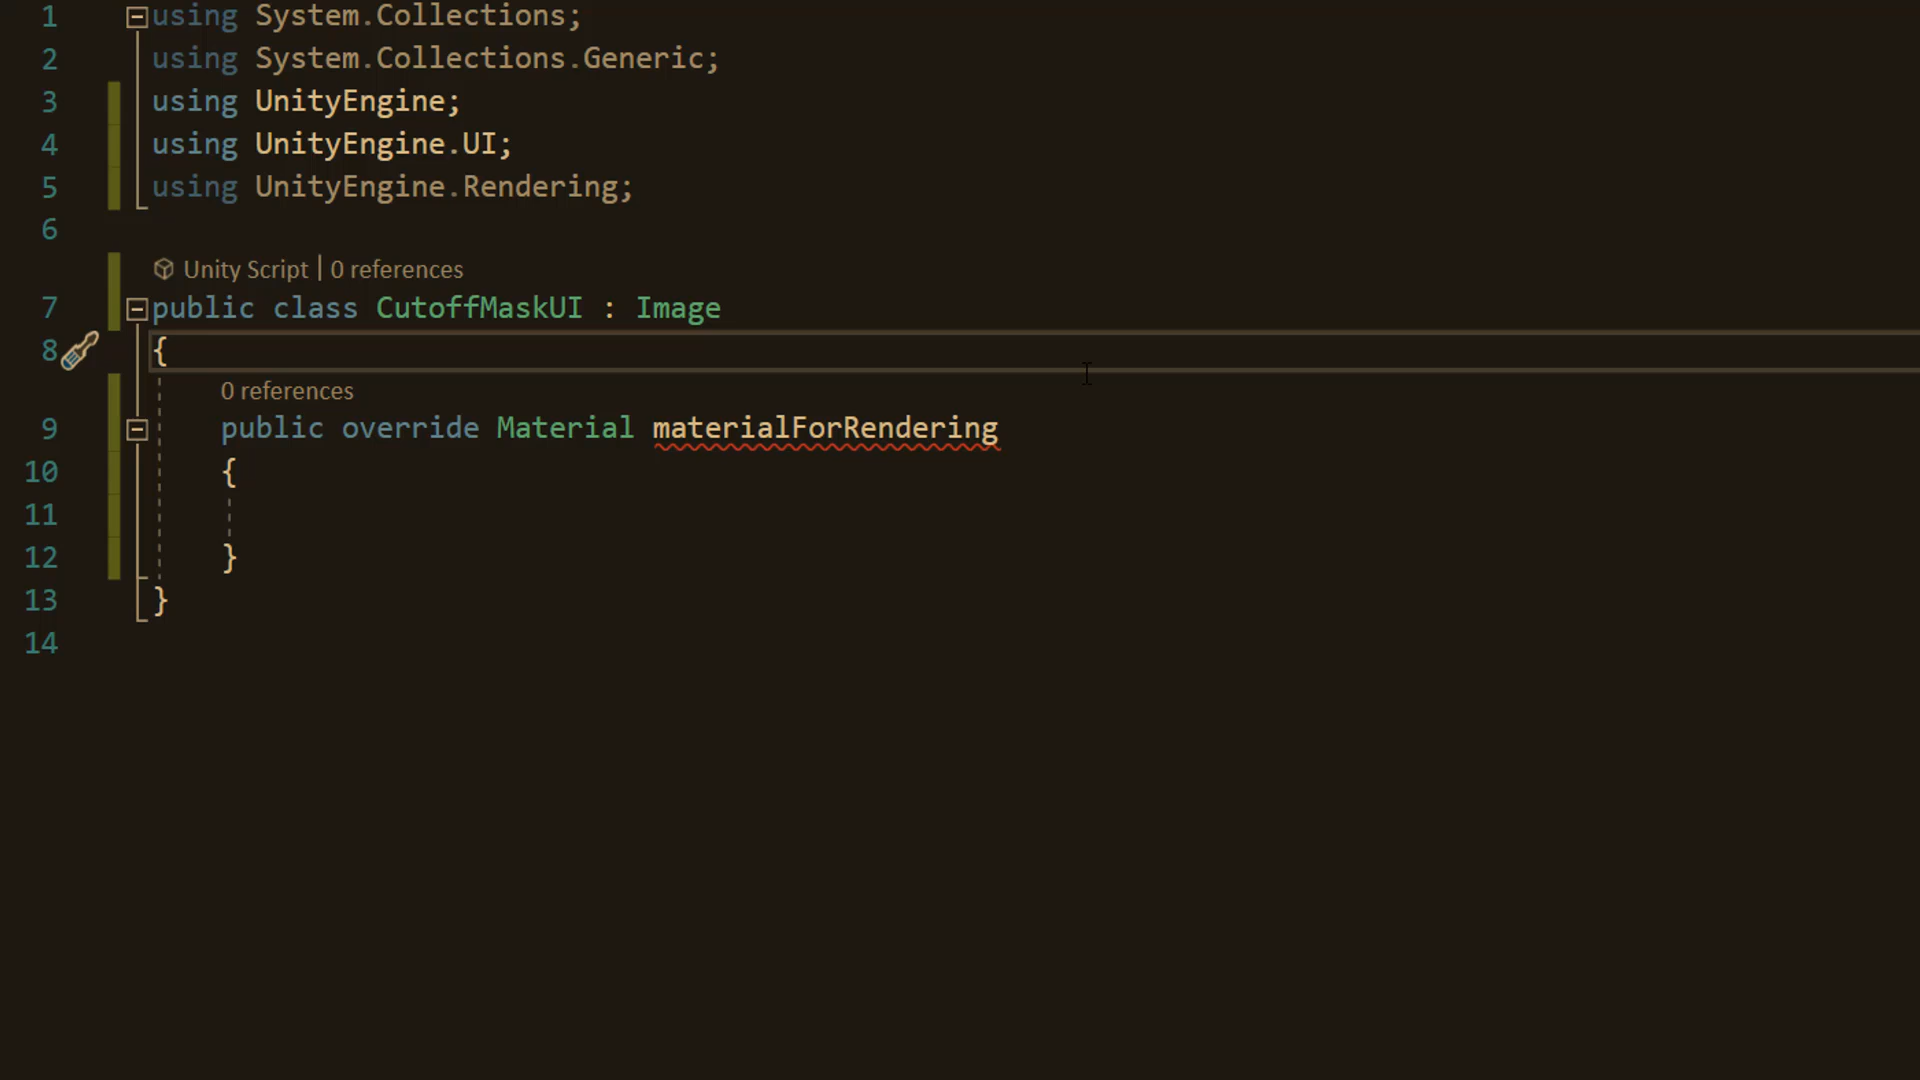 1 using System.Collections;
2 using System.Collections.Generic;
3 using UnityEngine;
4 using UnityEngine.UI;
5 using UnityEngine.Rendering;
6
Unity Script | 0 references
7 public class CutoffMaskUI : Image
8 {
0 references
9 public override Material materialForRendering
10 {
11
12 }
13 }
14